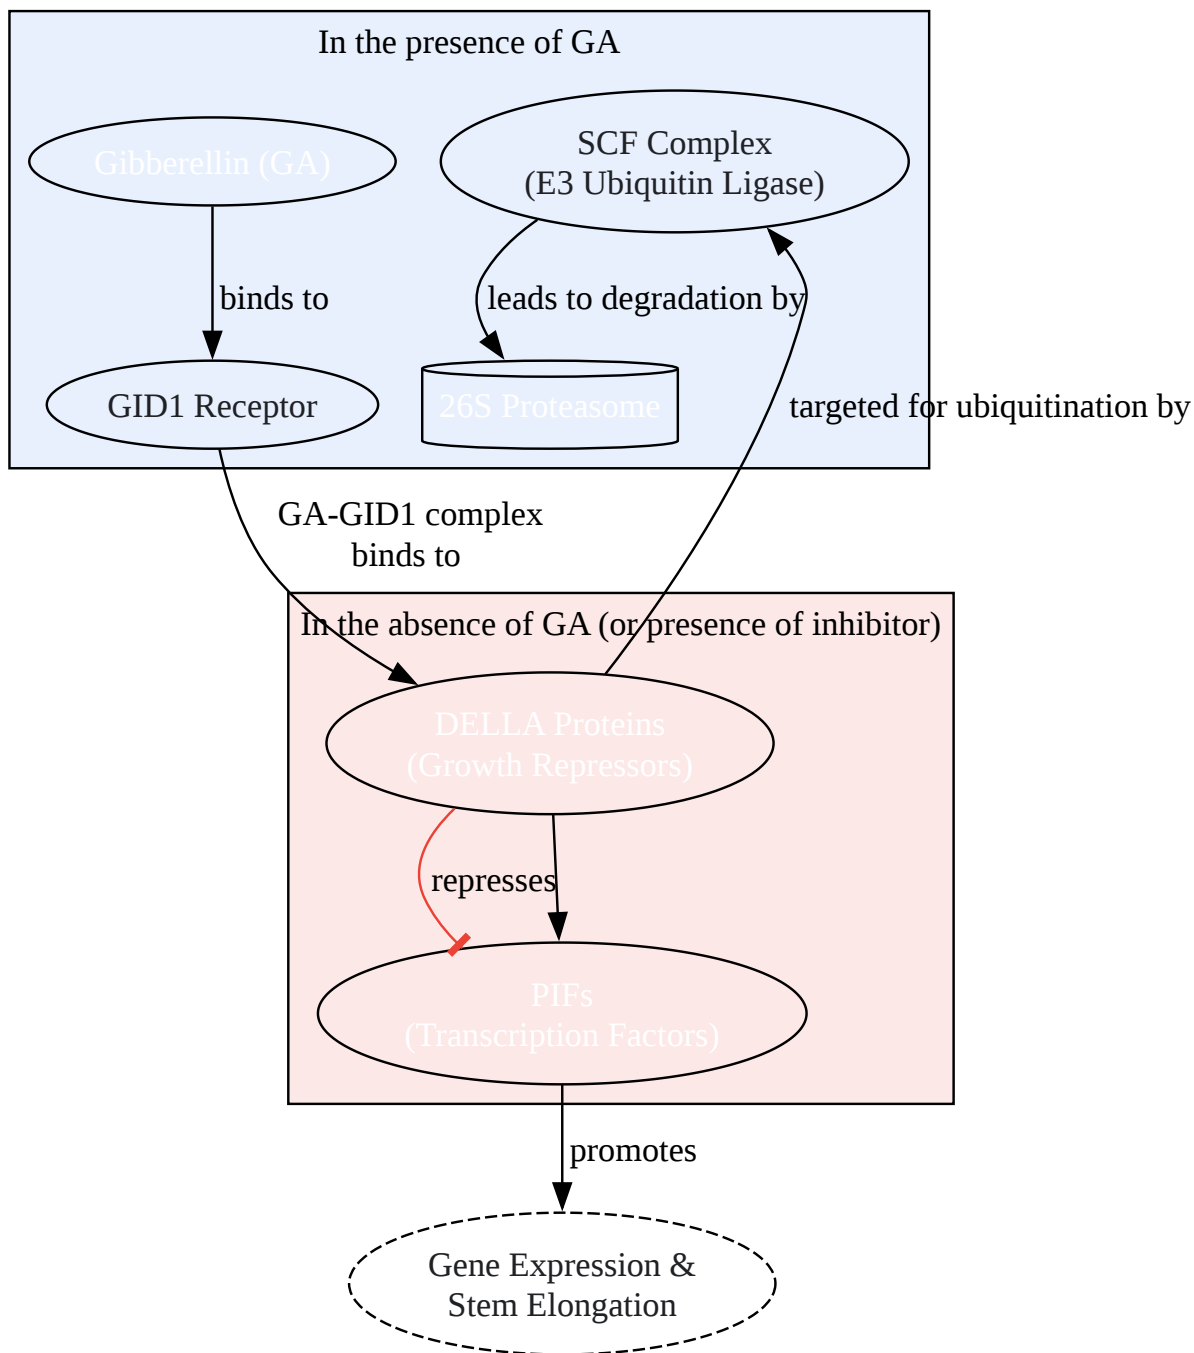 In the presence of GA
Gibberellin (GA)
SCF Complex
(E3 Ubiquitin Ligase)
binds to
leads to degradation by
GID1 Receptor
26S Proteasome
targeted for ubiquitination by
GA-GID1 complex
binds to
In the absence of GA (or presence of inhibitor)
DELLA Proteins
(Growth Repressors)
represses
PIFs
(Transcription Factors)
promotes
Gene Expression &
Stem Elongation